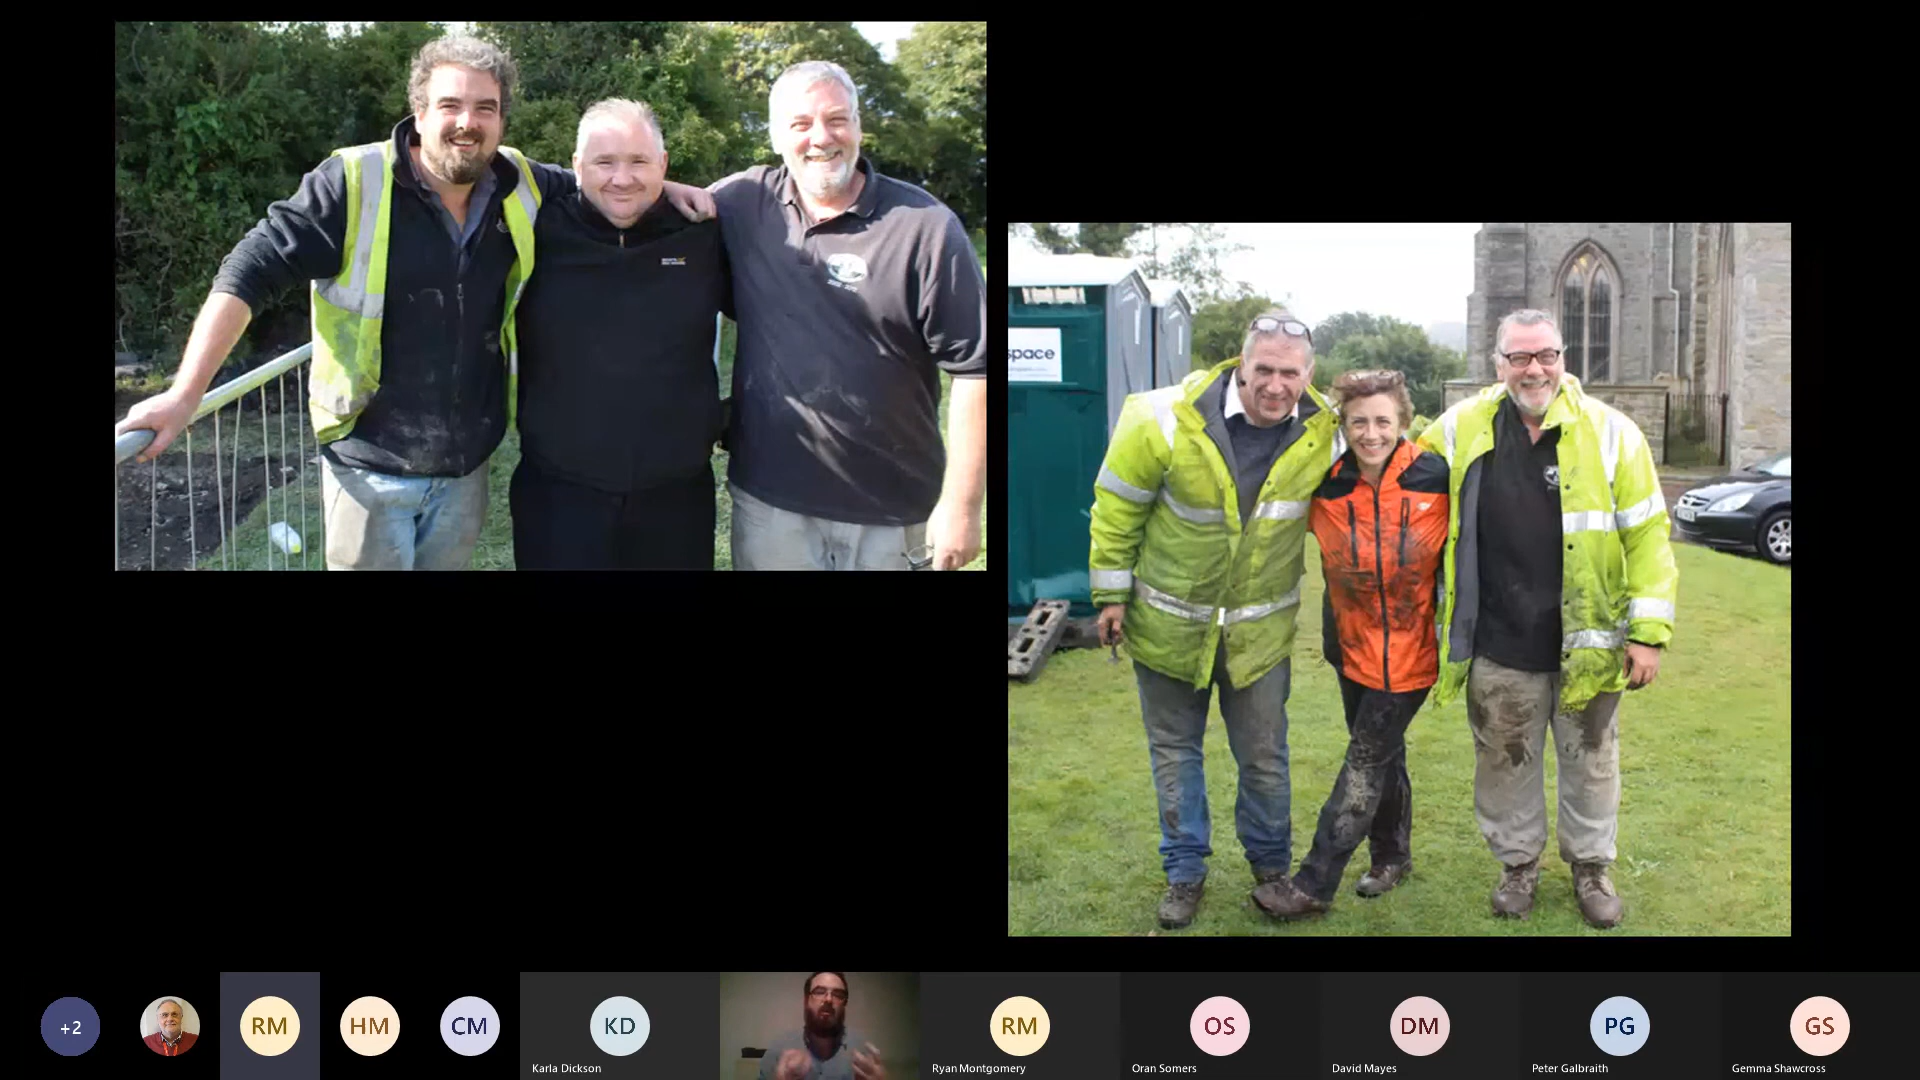 space
+2
RM
HM
CM
KD
Karla Dickson
RM
Ryan Montgomery
OS
Oran Somers
DM
David Mayes
PG
Peter Galbraith
GS
Gemma Shawcross